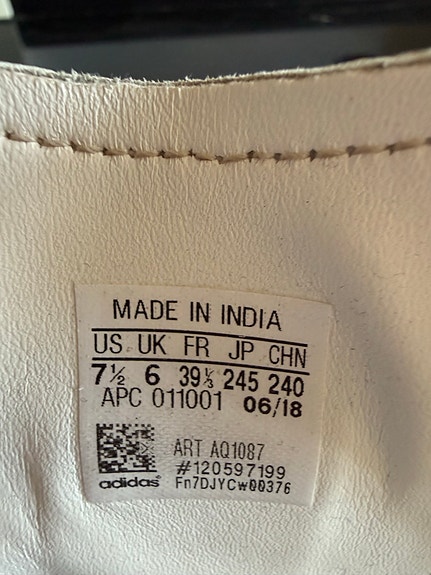 MADE IN INDIA
US UK FR JP CHN
7½ 6 39⅓ 245 240
APC 011001 06/18
ART AQ1087
#120597199
adidas® Fn7DJYCw00376